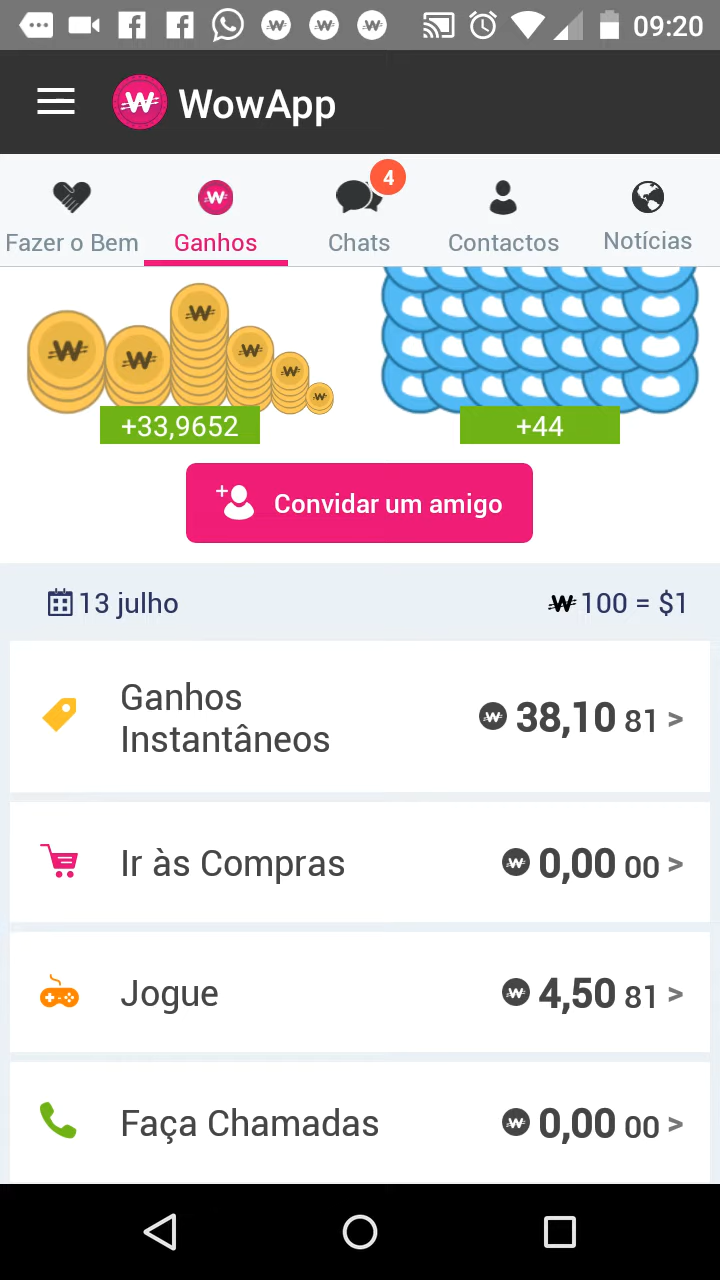 09:20
WowApp
4
Fazer o Bem
Ganhos
Chats
Contactos
Notícias
+33,9652
+44
Convidar um amigo
13 julho
100 = $1
Ganhos
Instantâneos
38,10 81 >
Ir às Compras
0,00 00 >
Jogue
4,50 81 >
Faça Chamadas
0,00 00 >